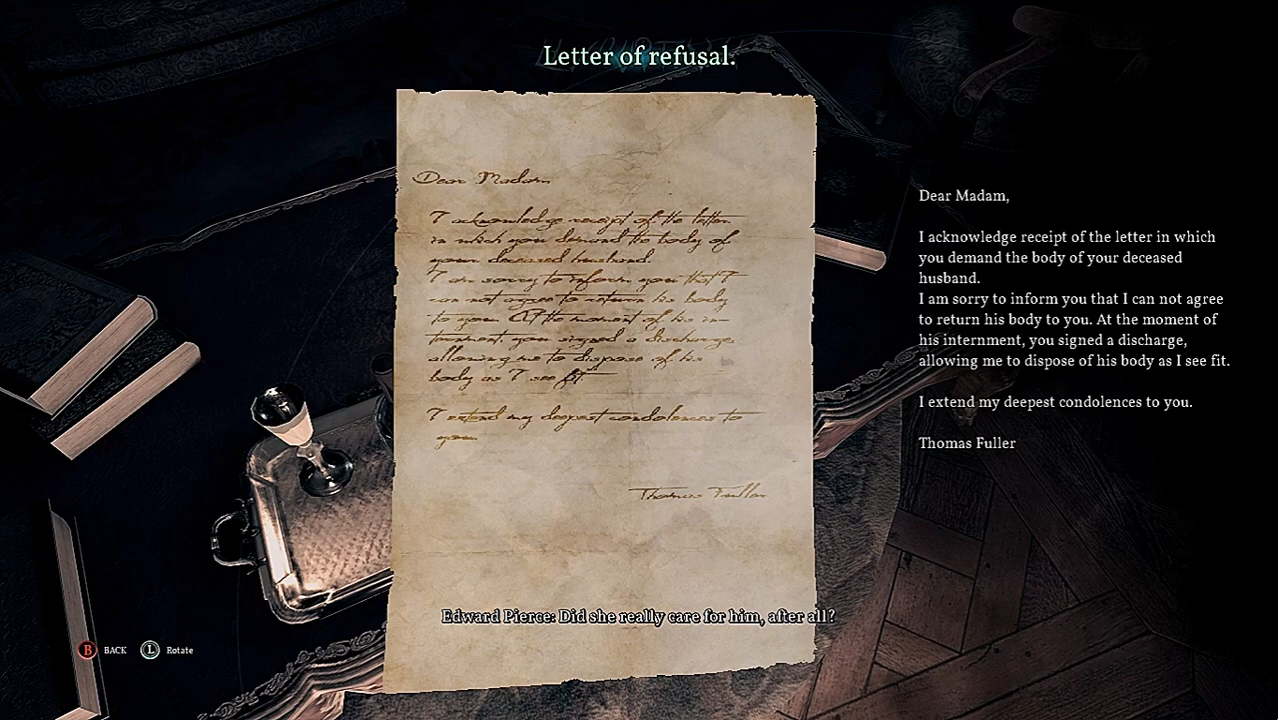 Letter of refusal.
Dear Madam,
I acknowledge receipt of the letter
in which you demand the body of
your deceased husband.
I am sorry to inform you that I
can not agree to return his body
to you. At the moment of his in-
ternment, you signed a discharge,
allowing me to dispose of his
body as I see fit.
I extend my deepest condolences to
you.
Thomas Fuller
Dear Madam,
I acknowledge receipt of the letter in which
you demand the body of your deceased
husband.
I am sorry to inform you that I can not agree
to return his body to you. At the moment of
his internment, you signed a discharge,
allowing me to dispose of his body as I see fit.
I extend my deepest condolences to you.
Thomas Fuller
Edward Pierce: Did she really care for him, after all?
B BACK L Rotate